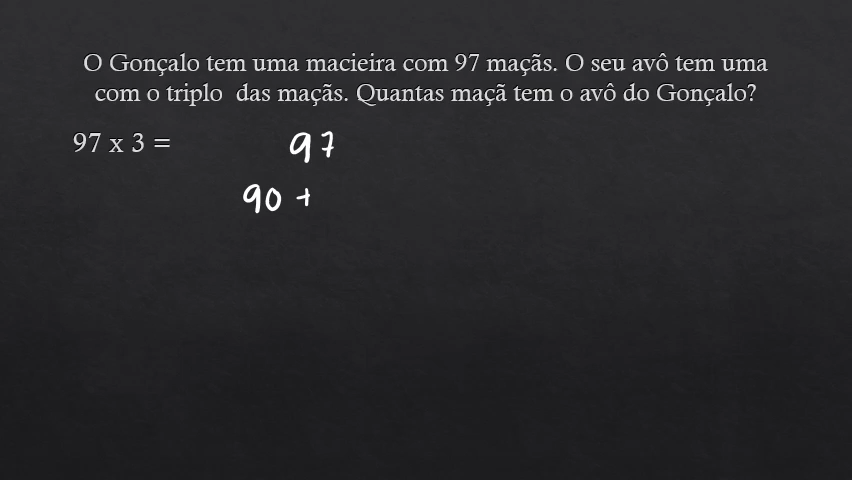 O Gonçalo tem uma macieira com 97 maçãs. O seu avô tem uma
com o triplo das maçãs. Quantas maçã tem o avô do Gonçalo?
97 x 3 =
97
90 +